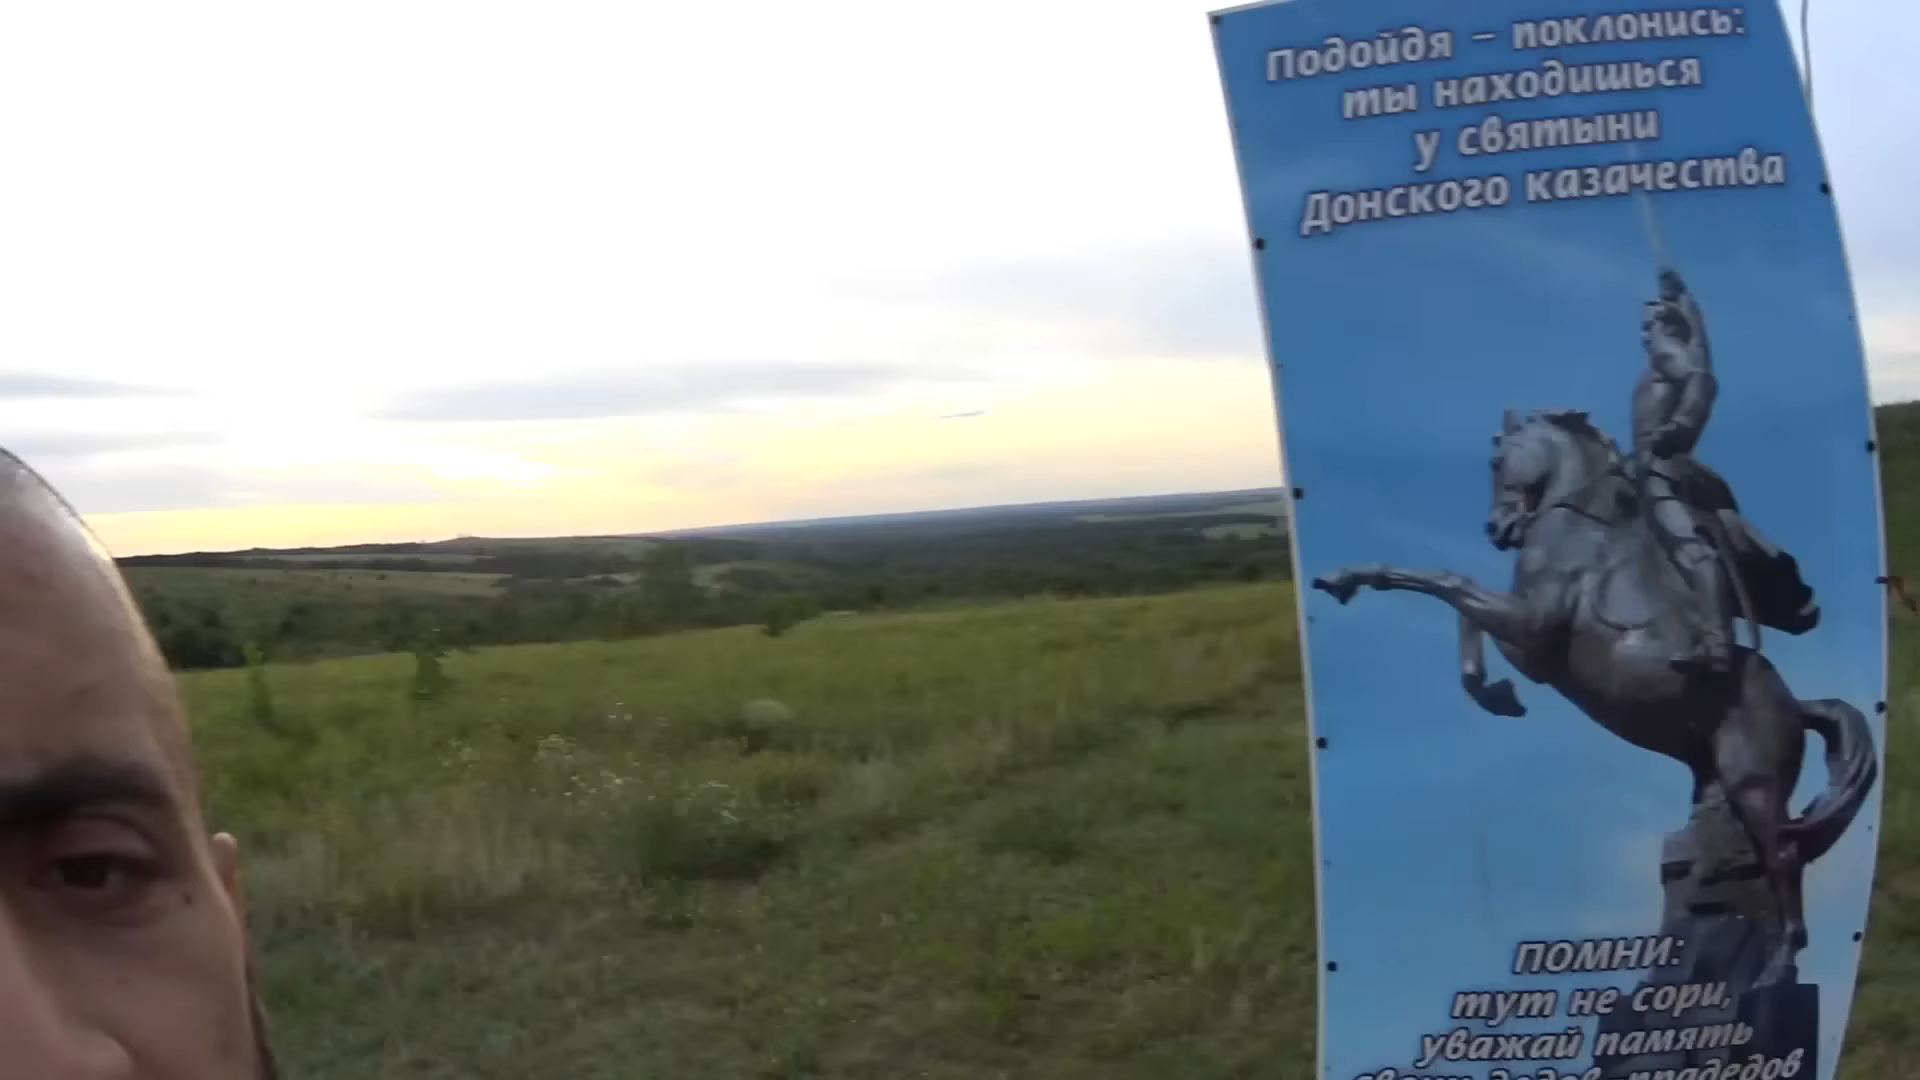 Подойдя – поклонись:
ты находишься
у святыни
Донского казачества
ПОМНИ:
тут не сори,
уважай память
своих дедов-прадедов